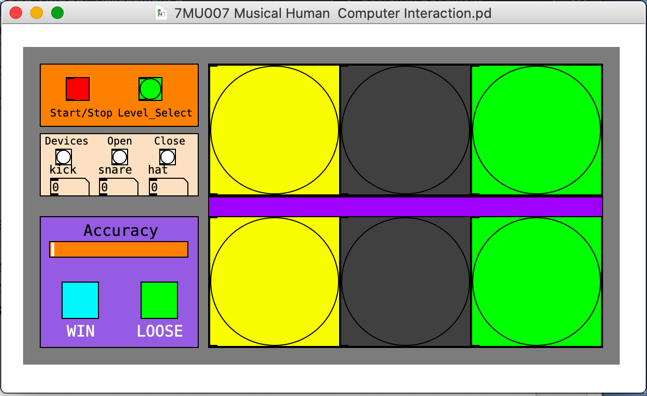 7MU007 Musical Human  Computer Interaction.pd
Start/Stop Level_Select
Devices Open Close
kick snare hat
0 0 0
Accuracy
WIN LOOSE